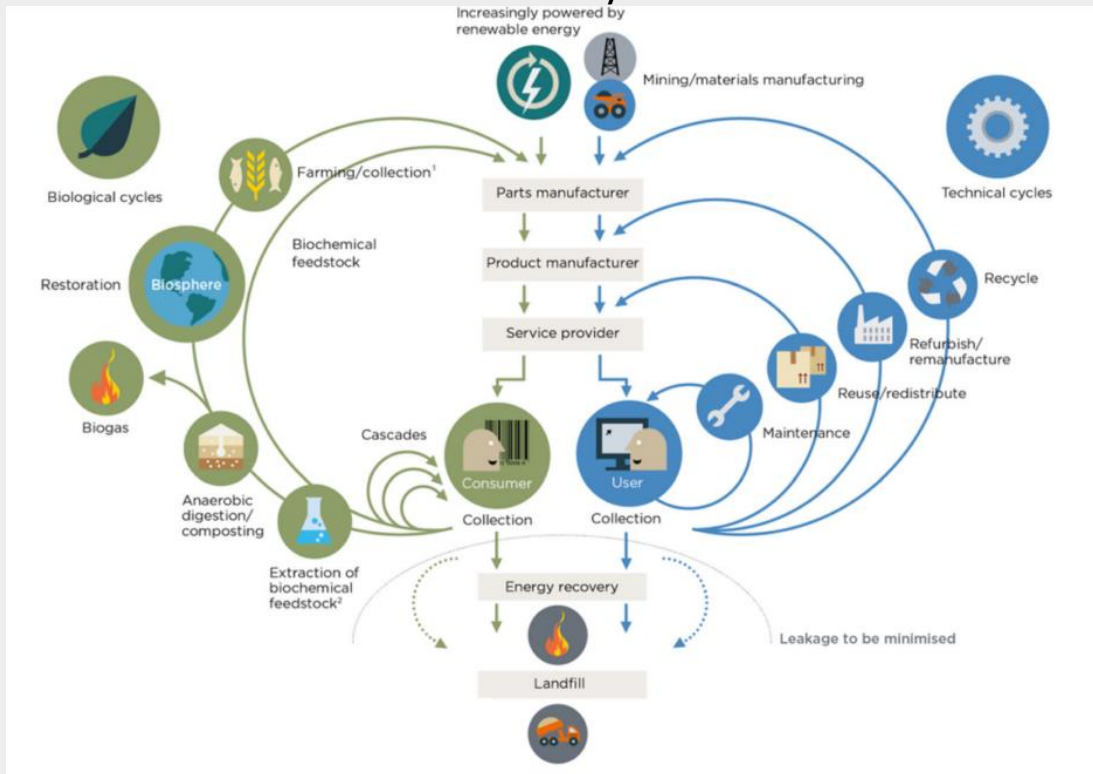 Increasingly powered by
renewable energy
Mining/materials manufacturing
Biological cycles
Farming/collection¹
Parts manufacturer
Technical cycles
Biochemical
feedstock
Product manufacturer
Restoration
Biosphere
Recycle
Service provider
Refurbish/
remanufacture
Reuse/redistribute
Biogas
Cascades
Maintenance
Consumer
User
Anaerobic
digestion/
composting
Collection
Collection
Extraction of
biochemical
feedstock²
Energy recovery
Leakage to be minimised
Landfill